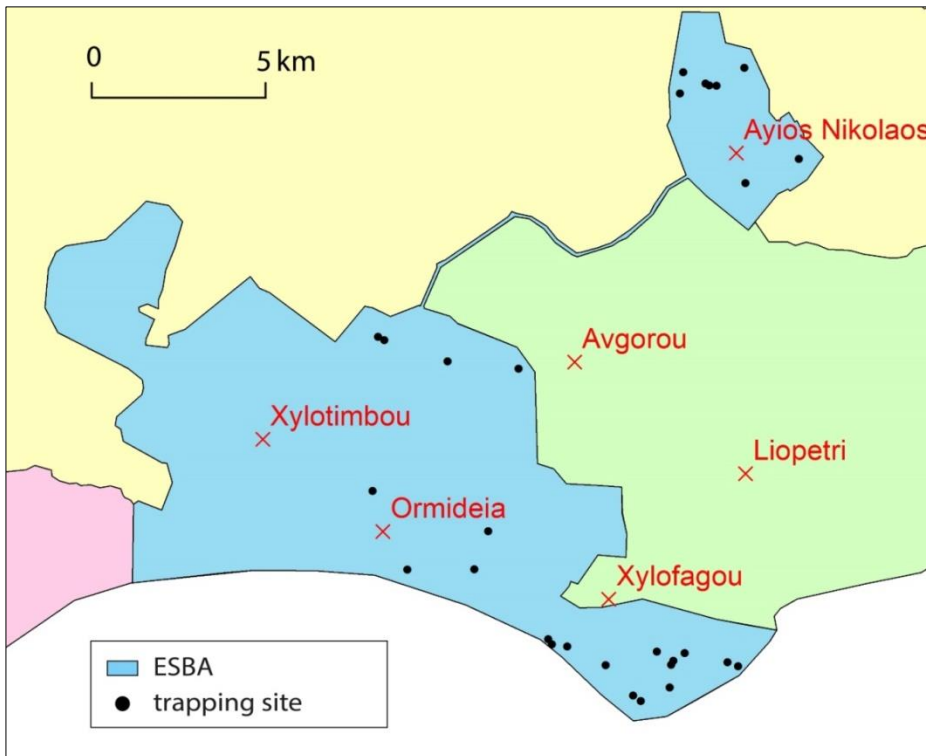 0 5 km
Ayios Nikolaos
Avgorou
Xylotimbou
Liopetri
Ormideia
Xylofagou
ESBA
trapping site